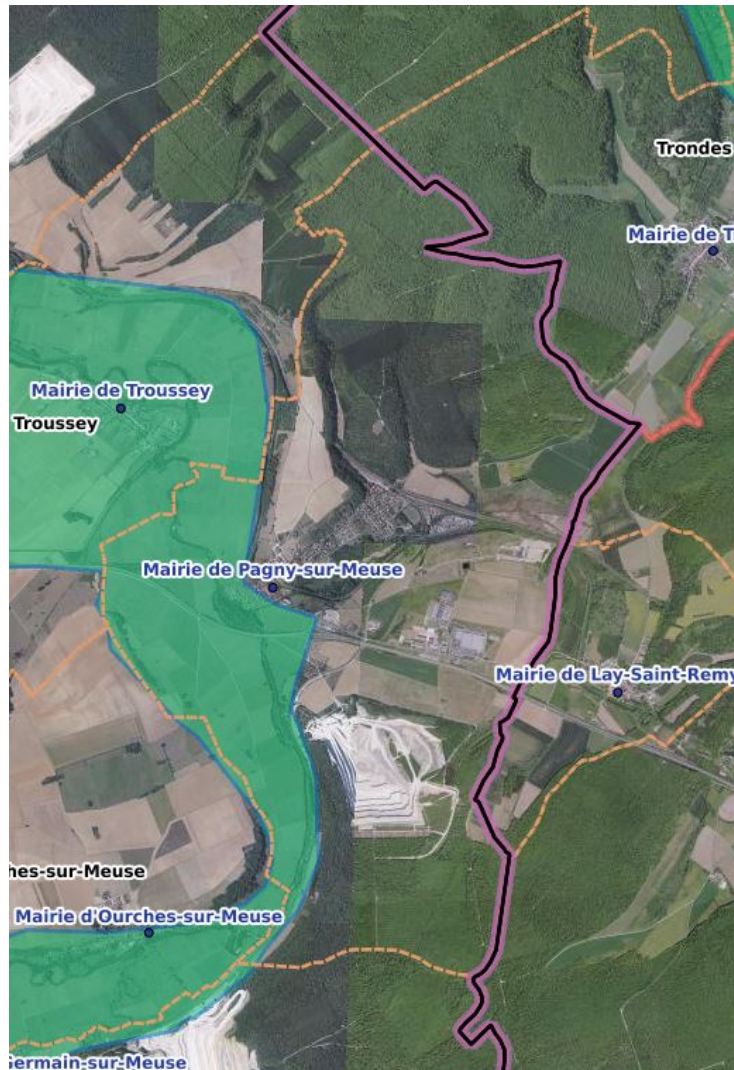 Trondes
Mairie de T
Mairie de Troussey
Troussey
Mairie de Pagny-sur-Meuse
Mairie de Lay-Saint-Remy
hes-sur-Meuse
Mairie d'Ourches-sur-Meuse
Germain-sur-Meuse